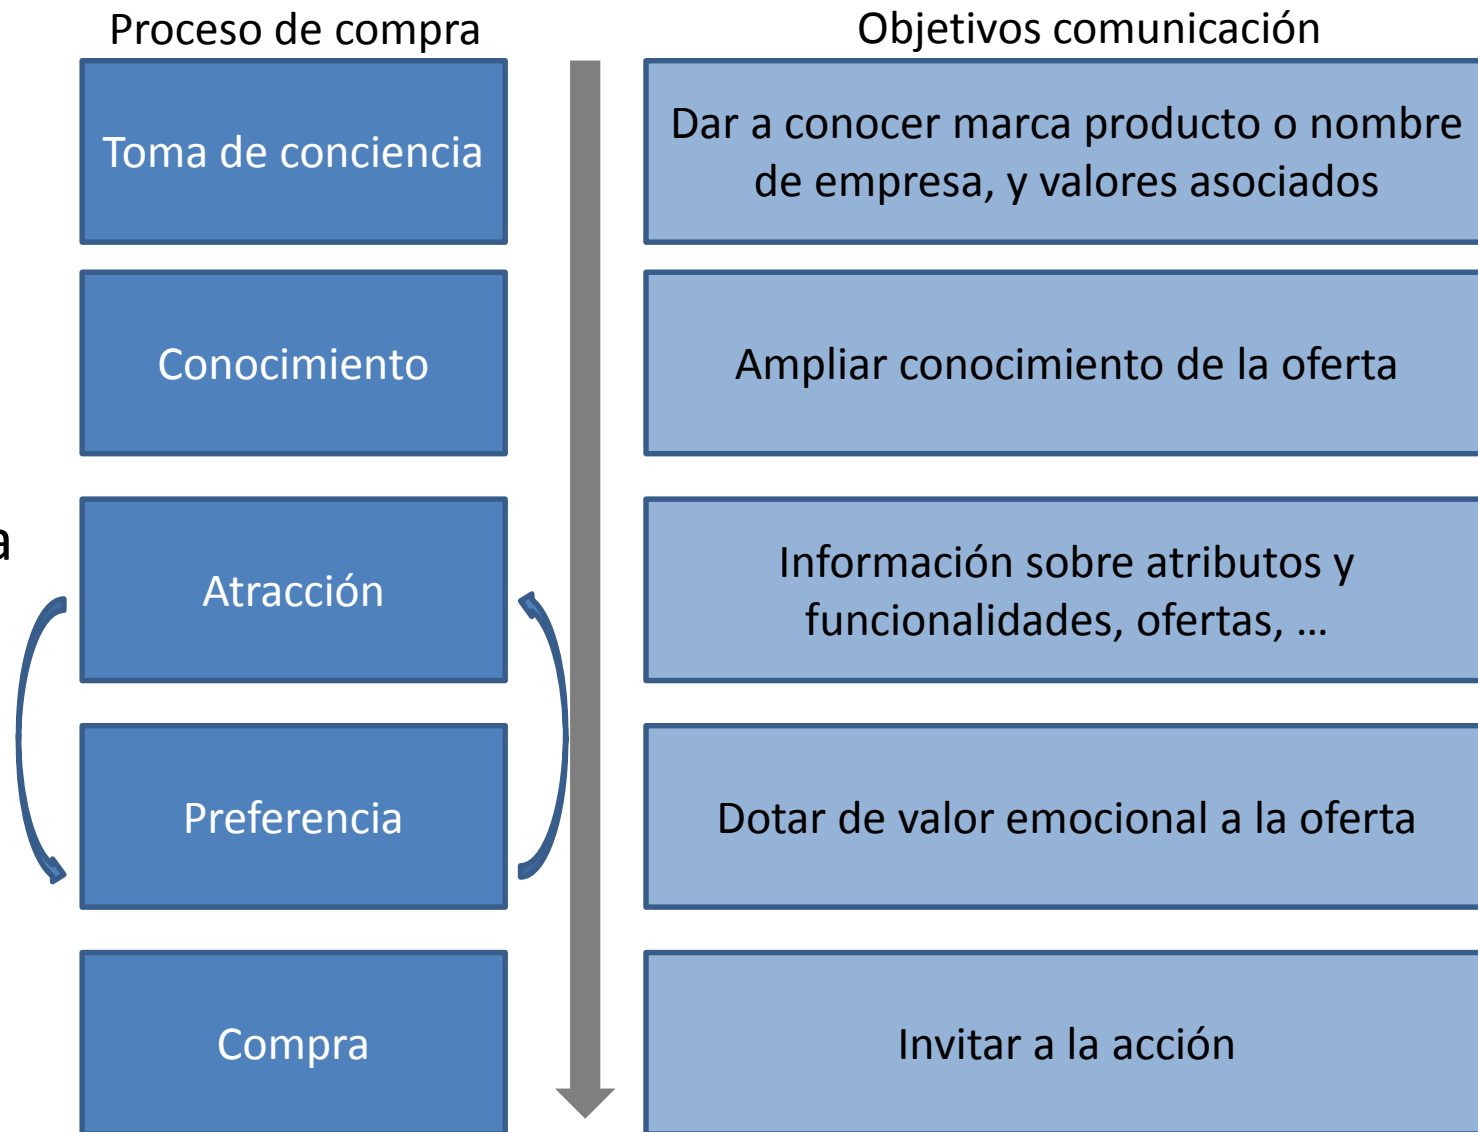 Proceso de compra
Objetivos comunicación
Toma de conciencia
Dar a conocer marca producto o nombre
de empresa, y valores asociados
Conocimiento
Ampliar conocimiento de la oferta
a
Atracción
Información sobre atributos y
funcionalidades, ofertas, …
Preferencia
Dotar de valor emocional a la oferta
Compra
Invitar a la acción